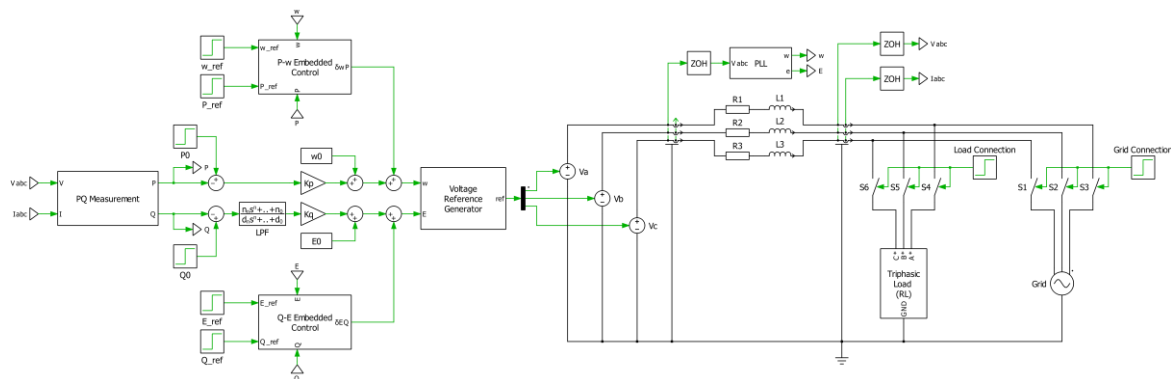 w
w_ref
w_ref
w
P-w Embedded
Control
δwP
P_ref
P_ref
P
P
P0
w0
Vabc
Iabc
V
I
PQ Measurement
P
Q
P
Q
Kp
Kq
w
E
Voltage
Reference
Generator
ref
n₀sⁿ+..+n₀
LPF
Q0
E0
E
E_ref
E_ref
E
Q-E Embedded
Control
δEQ
Q_ref
Q_ref
Q
ZOH
Vabc
PLL
w
e
w
E
ZOH
Vabc
ZOH
Iabc
R1
L1
R2
L2
R3
L3
Va
Vb
Vc
Load Connection
Grid Connection
S6
S5
S4
S1
S2
S3
C
B
A
Triphasic
Load
(RL)
GND
Grid